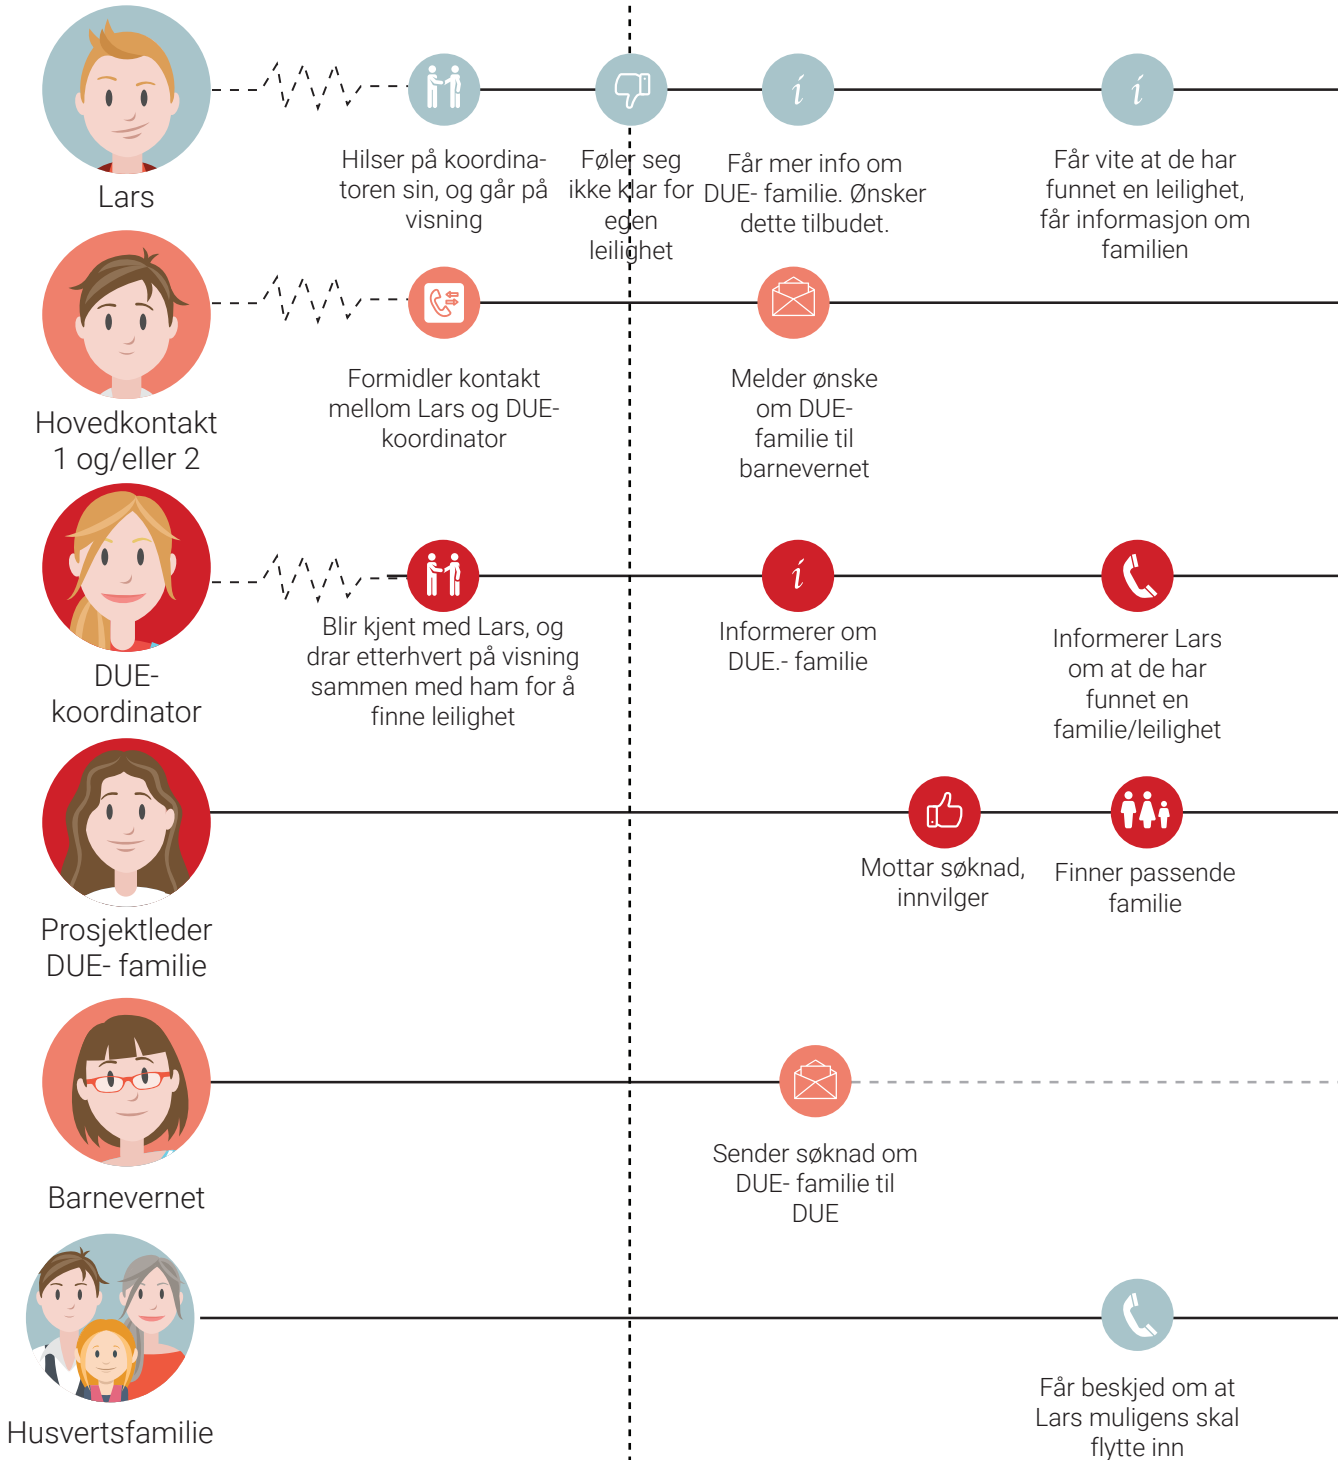 Lars
Hilser på koordina-
toren sin, og går på
visning
Føler seg
ikke klar for
egen
leilighet
Får mer info om
DUE- familie. Ønsker
dette tilbudet.
Får vite at de har
funnet en leilighet,
får informasjon om
familien
Hovedkontakt
1 og/eller 2
Formidler kontakt
mellom Lars og DUE-
koordinator
Melder ønske
om DUE-
familie til
barnevernet
DUE-
koordinator
Blir kjent med Lars, og
drar etterhvert på visning
sammen med ham for å
finne leilighet
Informerer om
DUE.- familie
Informerer Lars
om at de har
funnet en
familie/leilighet
Prosjektleder
DUE- familie
Mottar søknad,
innvilger
Finner passende
familie
Barnevernet
Sender søknad om
DUE- familie til
DUE
Husvertsfamilie
Får beskjed om at
Lars muligens skal
flytte inn